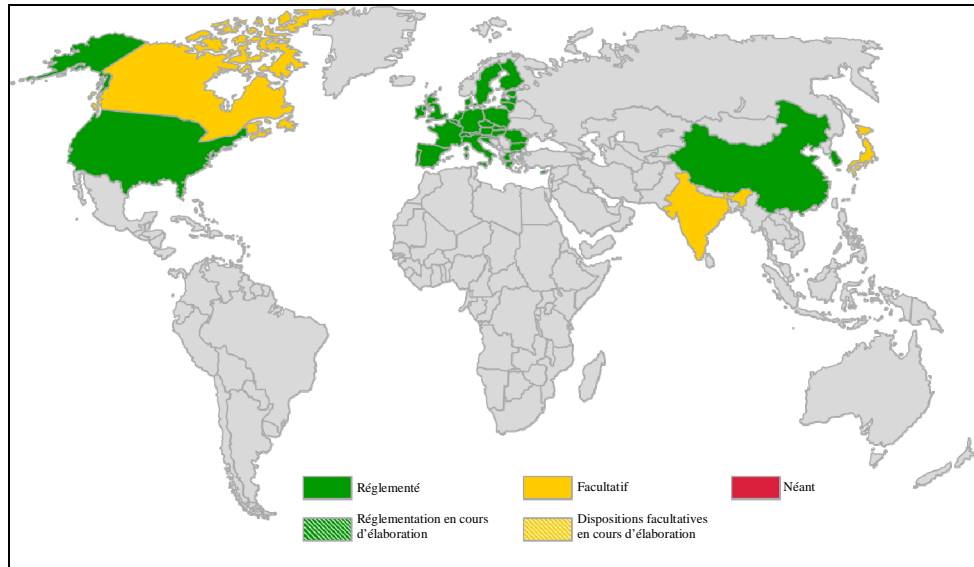 Réglementé
Facultatif
Néant
Réglementation en cours
d'élaboration
Dispositions facultatives
en cours d'élaboration